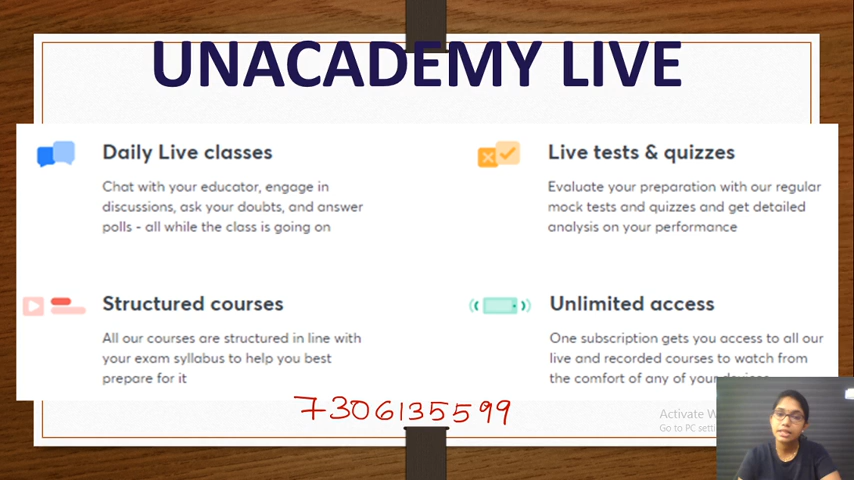 UNACADEMY LIVE
Daily Live classes
Chat with your educator, engage in
discussions, ask your doubts, and answer
polls - all while the class is going on
Live tests & quizzes
Evaluate your preparation with our regular
mock tests and quizzes and get detailed
analysis on your performance
Structured courses
All our courses are structured in line with
your exam syllabus to help you best
prepare for it
Unlimited access
One subscription gets you access to all our
live and recorded courses to watch from
the comfort of any of your devices
7306135599
Activate
Go to PC